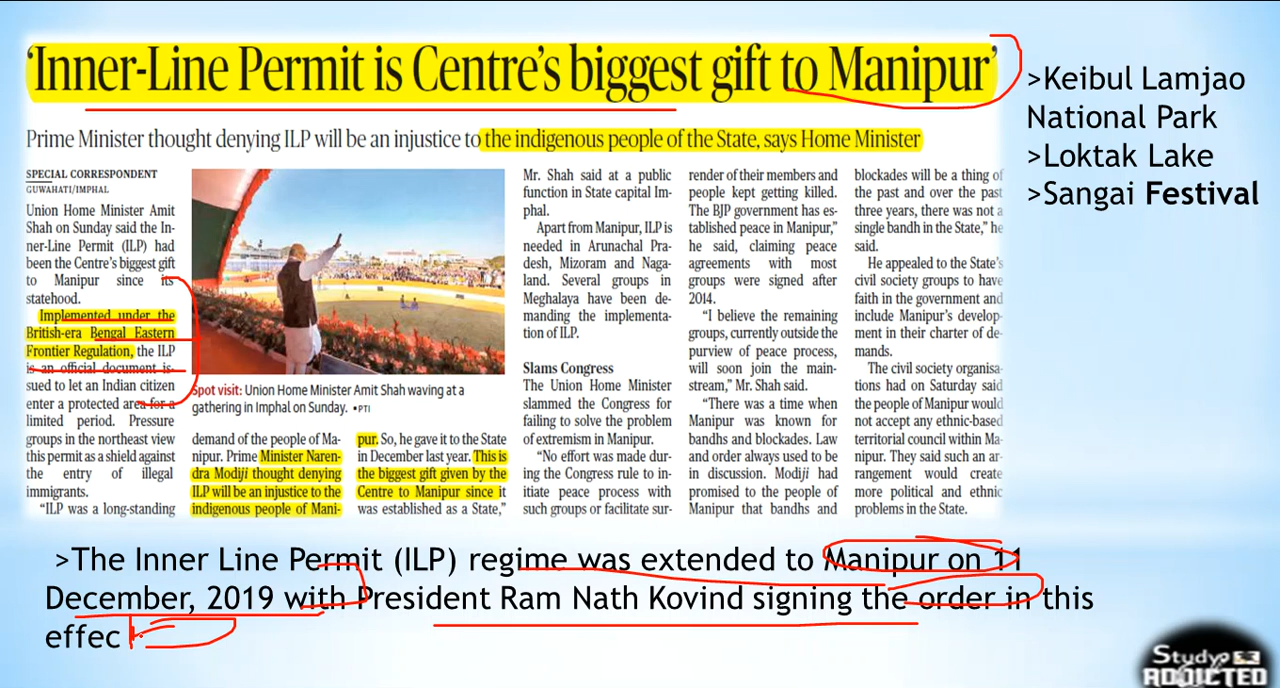 ‘Inner-Line Permit is Centre’s biggest gift to Manipur’
Prime Minister thought denying ILP will be an injustice to the indigenous people of the State, says Home Minister
SPECIAL CORRESPONDENT
GUWAHATI/IMPHAL
Union Home Minister Amit
Shah on Sunday said the In-
ner-Line Permit (ILP) had
been the Centre’s biggest gift
to Manipur since its
statehood.
Implemented under the
British-era Bengal Eastern
Frontier Regulation, the ILP
is an official document is-
sued to let an Indian citizen
enter a protected area for a
limited period. Pressure
groups in the northeast view
this permit as a shield against
the entry of illegal
immigrants.
“ILP was a long-standing
Spot visit: Union Home Minister Amit Shah waving at a
gathering in Imphal on Sunday. •PTI
demand of the people of Ma-
nipur. Prime Minister Naren-
dra Modiji thought denying
ILP will be an injustice to the
indigenous people of Mani-
pur. So, he gave it to the State
in December last year. This is
the biggest gift given by the
Centre to Manipur since it
was established as a State,”
Mr. Shah said at a public
function in State capital Im-
phal.
Apart from Manipur, ILP is
needed in Arunachal Pra-
desh, Mizoram and Naga-
land. Several groups in
Meghalaya have been de-
manding the implementa-
tion of ILP.
Slams Congress
The Union Home Minister
slammed the Congress for
failing to solve the problem
of extremism in Manipur.
“No effort was made dur-
ing the Congress rule to in-
itiate peace process with
such groups or facilitate sur-
render of their members and
people kept getting killed.
The BJP government has es-
tablished peace in Manipur,”
he said, claiming peace
agreements with most
groups were signed after
2014.
“I believe the remaining
groups, currently outside the
purview of peace process,
will soon join the main-
stream,” Mr. Shah said.
“There was a time when
Manipur was known for
bandhs and blockades. Law
and order always used to be
in discussion. Modiji had
promised to the people of
Manipur that bandhs and
blockades will be a thing of
the past and over the past
three years, there was not a
single bandh in the State,” he
said.
He appealed to the State’s
civil society groups to have
faith in the government and
include Manipur’s develop-
ment in their charter of de-
mands.
The civil society organisa-
tions had on Saturday said
the people of Manipur would
not accept any ethnic-based
territorial council within Ma-
nipur. They said such an ar-
rangement would create
more political and ethnic
problems in the State.
>Keibul Lamjao
National Park
>Loktak Lake
>Sangai Festival
>The Inner Line Permit (ILP) regime was extended to Manipur on 11
December, 2019 with President Ram Nath Kovind signing the order in this
effec
Study
ADDICTED